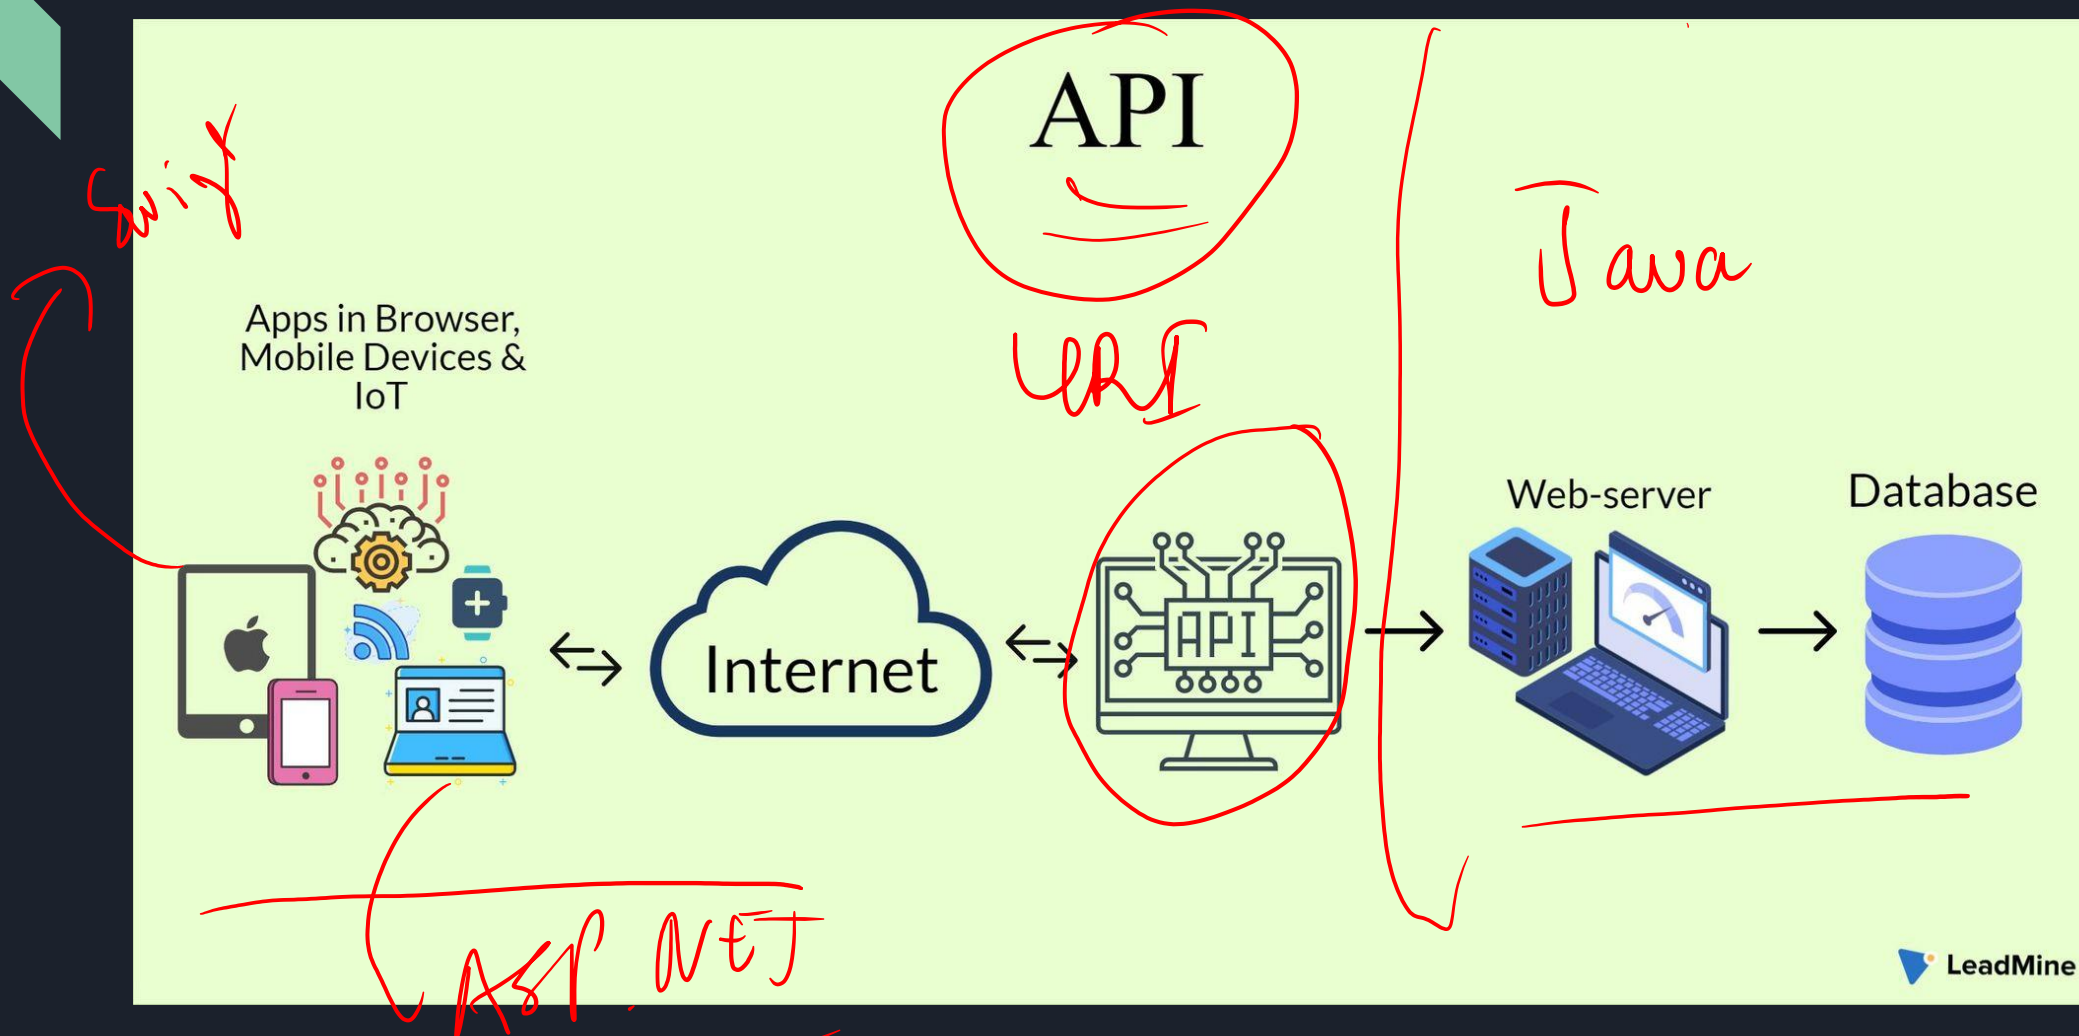 API
Swift
Java
Apps in Browser,
Mobile Devices &
IoT
URI
Web-server
Database
Internet
API
ASP.NET
LeadMine